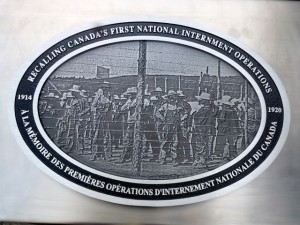 RECALLING CANADA'S FIRST NATIONAL INTERNMENT OPERATIONS
1914
1920
À LA MÉMOIRE DES PREMIÈRES OPÉRATIONS D'INTERNEMENT NATIONALE DU CANADA